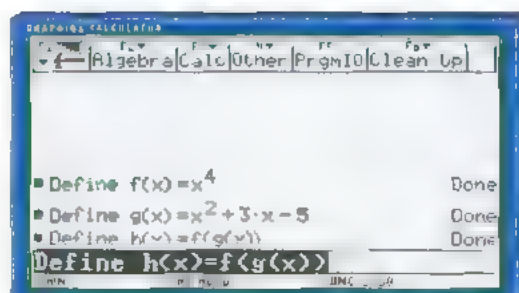 GRAPHING CALCULATOR
Algebra Calc Other PrgmIO Clean Up
Define f(x)=x⁴ Done
Define g(x)=x²+3·x-5 Done
Define h(x)=f(g(x)) Done
Define h(x)=f(g(x))
MAIN